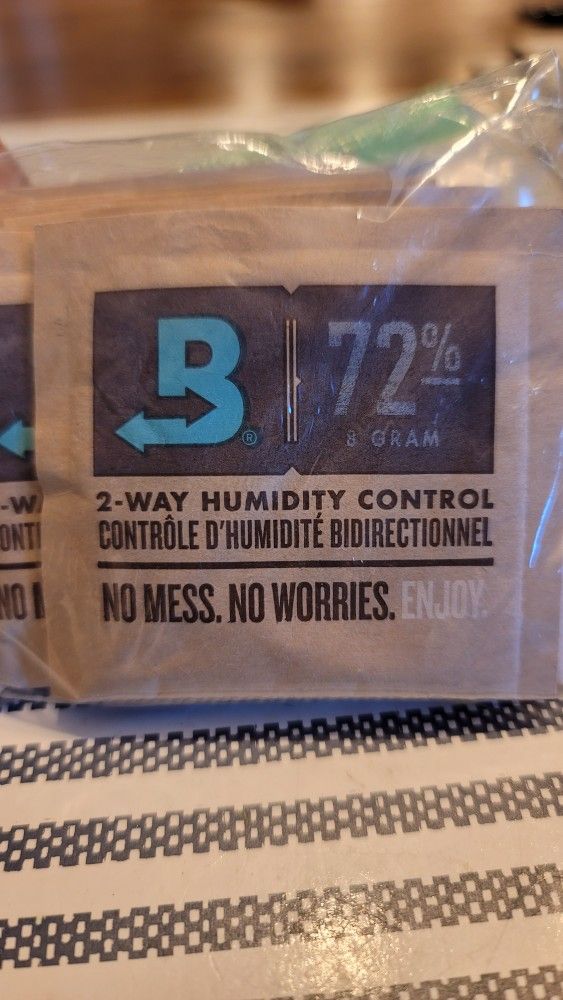 B® 72%
8 GRAM
2-WAY HUMIDITY CONTROL
CONTRÔLE D'HUMIDITÉ BIDIRECTIONNEL
NO MESS. NO WORRIES. ENJOY.